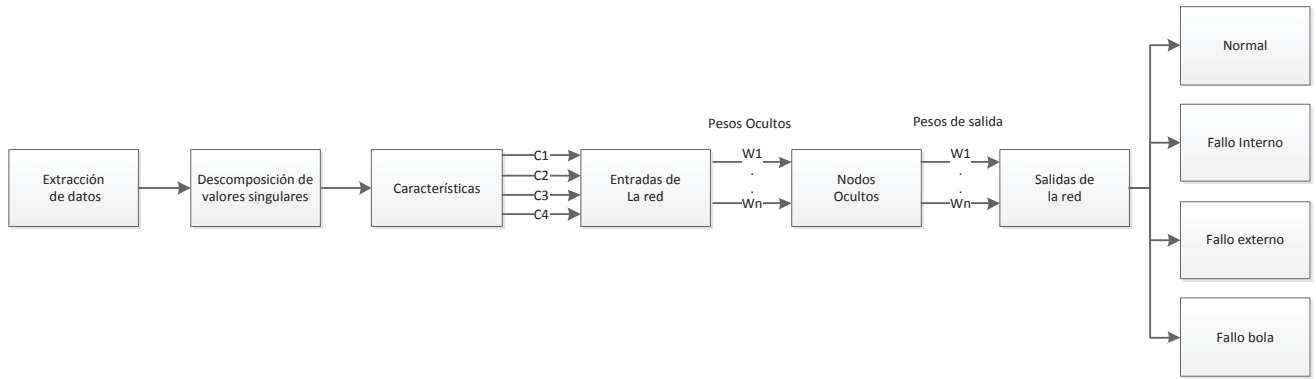 Extracción
de datos
Descomposición de
valores singulares
Características
C1
C2
C3
C4
Entradas de
La red
Pesos Ocultos
W1
.
.
Wn
Nodos
Ocultos
Pesos de salida
W1
.
.
Wn
Salidas de
la red
Normal
Fallo Interno
Fallo externo
Fallo bola